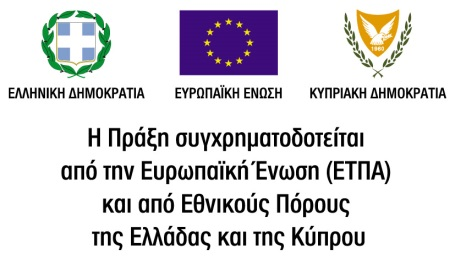 1960
ΕΛΛΗΝΙΚΗ ΔΗΜΟΚΡΑΤΙΑ ΕΥΡΩΠΑΪΚΗ ΕΝΩΣΗ ΚΥΠΡΙΑΚΗ ΔΗΜΟΚΡΑΤΙΑ
Η Πράξη συγχρηματοδοτείται
από την Ευρωπαϊκή Ένωση (ΕΤΠΑ)
και από Εθνικούς Πόρους
της Ελλάδας και της Κύπρου